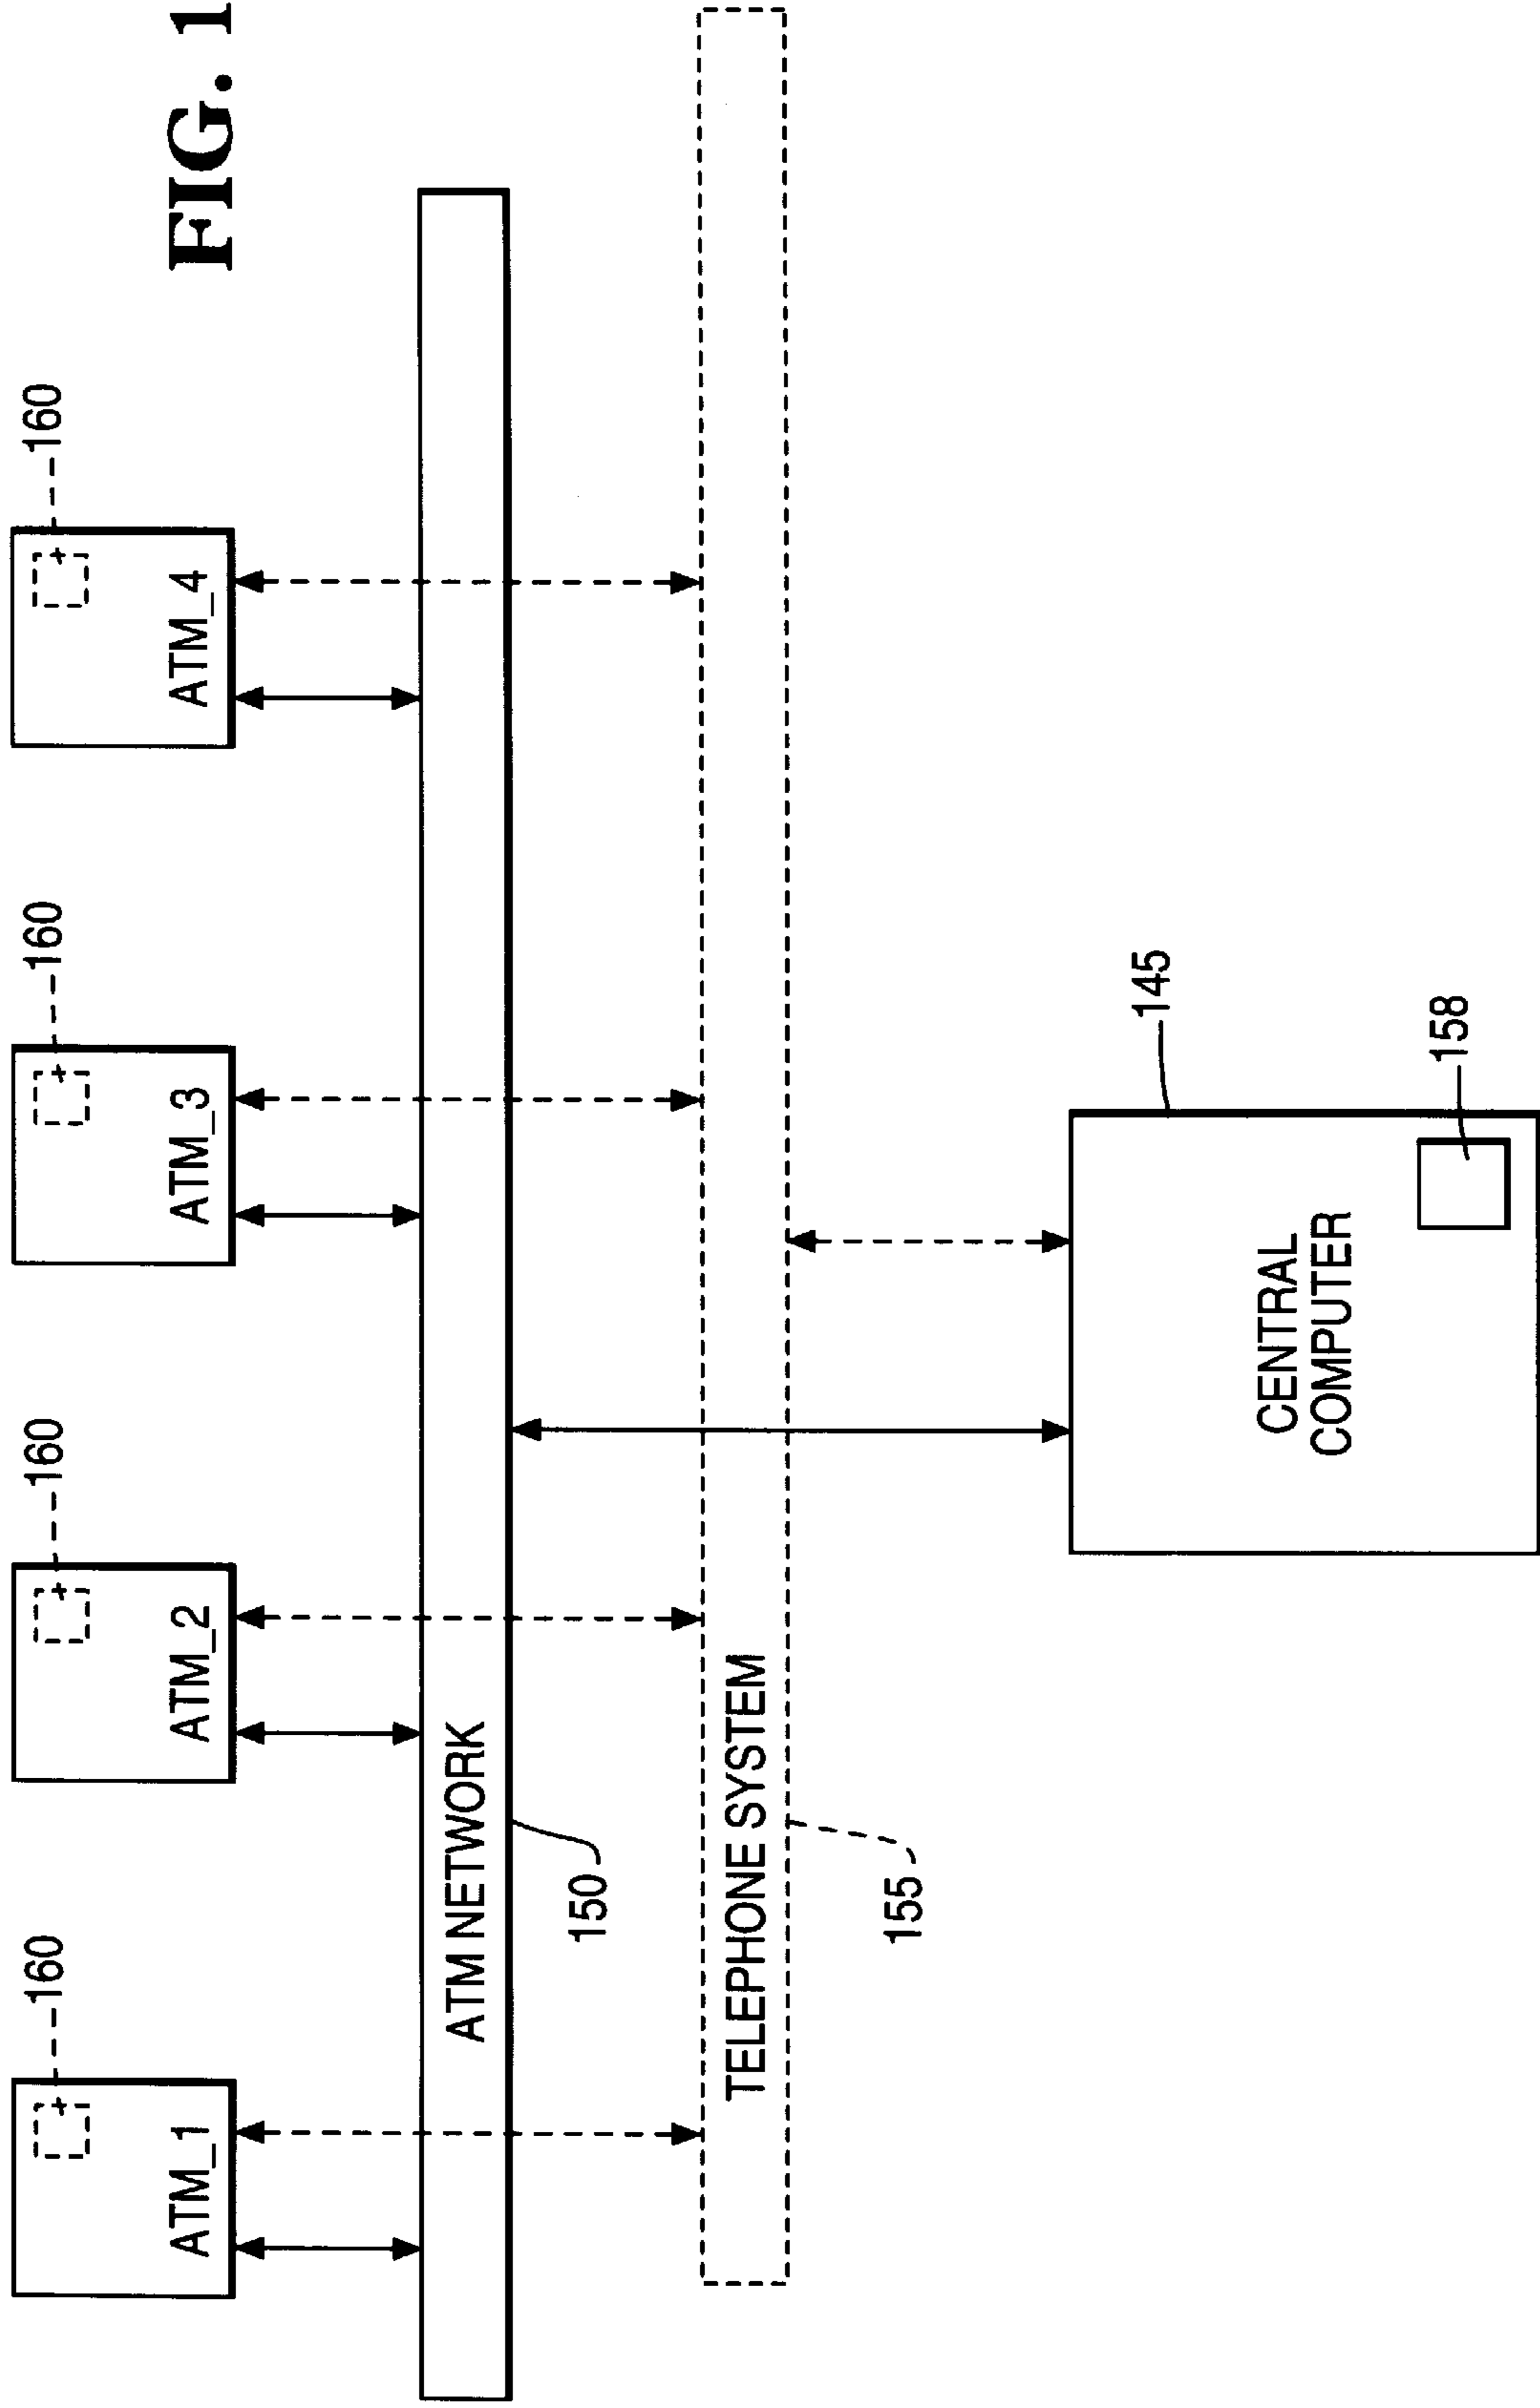 FIG. 1
160
160
160
160
ATM_1
ATM_2
ATM_3
ATM_4
ATM NETWORK
150
TELEPHONE SYSTEM
155
145
CENTRAL
COMPUTER
158